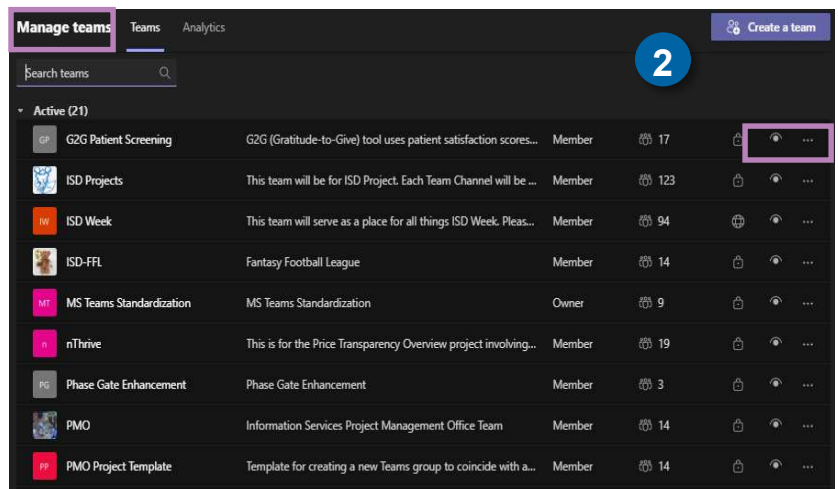 Manage teams Teams Analytics Create a team
Search teams
2
Active (21)
GP G2G Patient Screening G2G (Gratitude-to-Give) tool uses patient satisfaction scores... Member 17 ...
ISD Projects This team will be for ISD Project. Each Team Channel will be ... Member 123 ...
IW ISD Week This team will serve as a place for all things ISD Week. Pleas... Member 94 ...
ISD-FFL Fantasy Football League Member 14 ...
MT MS Teams Standardization MS Teams Standardization Owner 9 ...
n nThrive This is for the Price Transparency Overview project involving... Member 19 ...
PG Phase Gate Enhancement Phase Gate Enhancement Member 3 ...
PMO Information Services Project Management Office Team Member 14 ...
PP PMO Project Template Template for creating a new Teams group to coincide with a... Member 14 ...